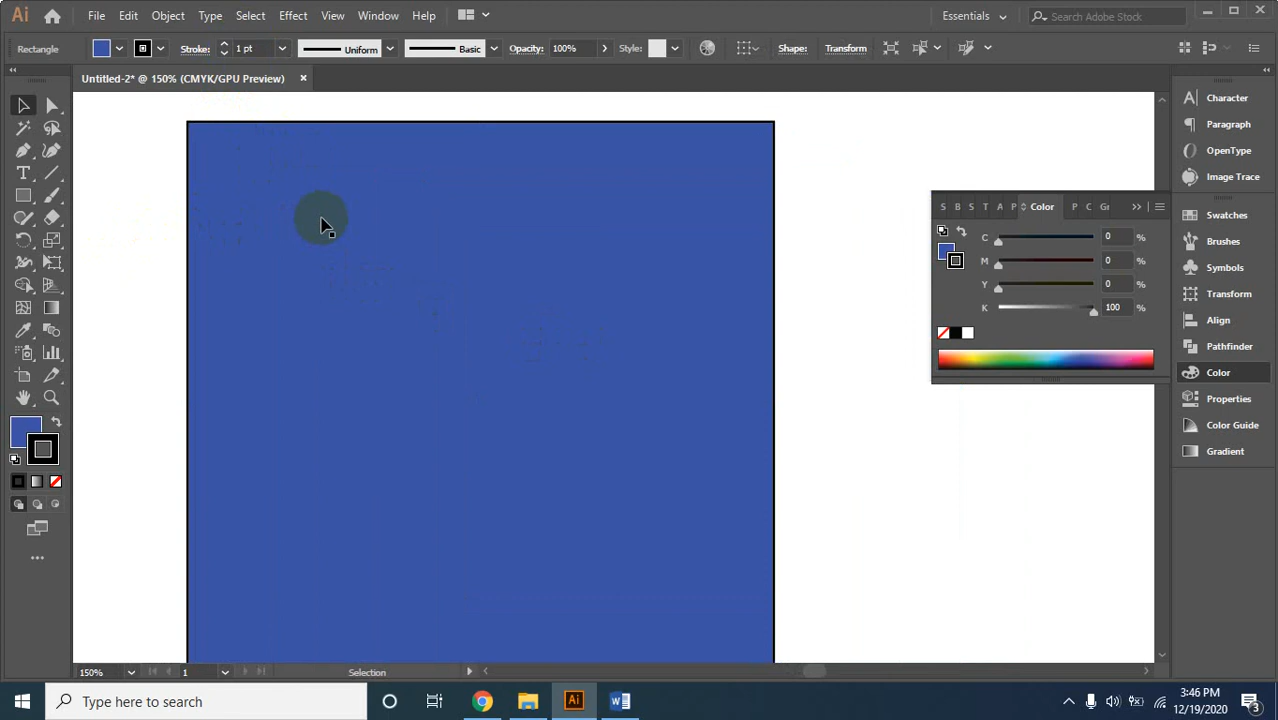 Ai File Edit Object Type Select Effect View Window Help Essentials Search Adobe Stock
Rectangle Stroke: 1 pt Uniform Basic Opacity: 100% Style: Shape: Transform
Untitled-2* @ 150% (CMYK/GPU Preview)
Character
Paragraph
OpenType
Image Trace
Swatches
Brushes
Symbols
Transform
Align
Pathfinder
Color
Properties
Color Guide
Gradient
S B S T A P Color P C Gr
C 0 %
M 0 %
Y 0 %
K 100 %
150% 1 Selection
Type here to search
Ai
W
3:46 PM
12/19/2020
3